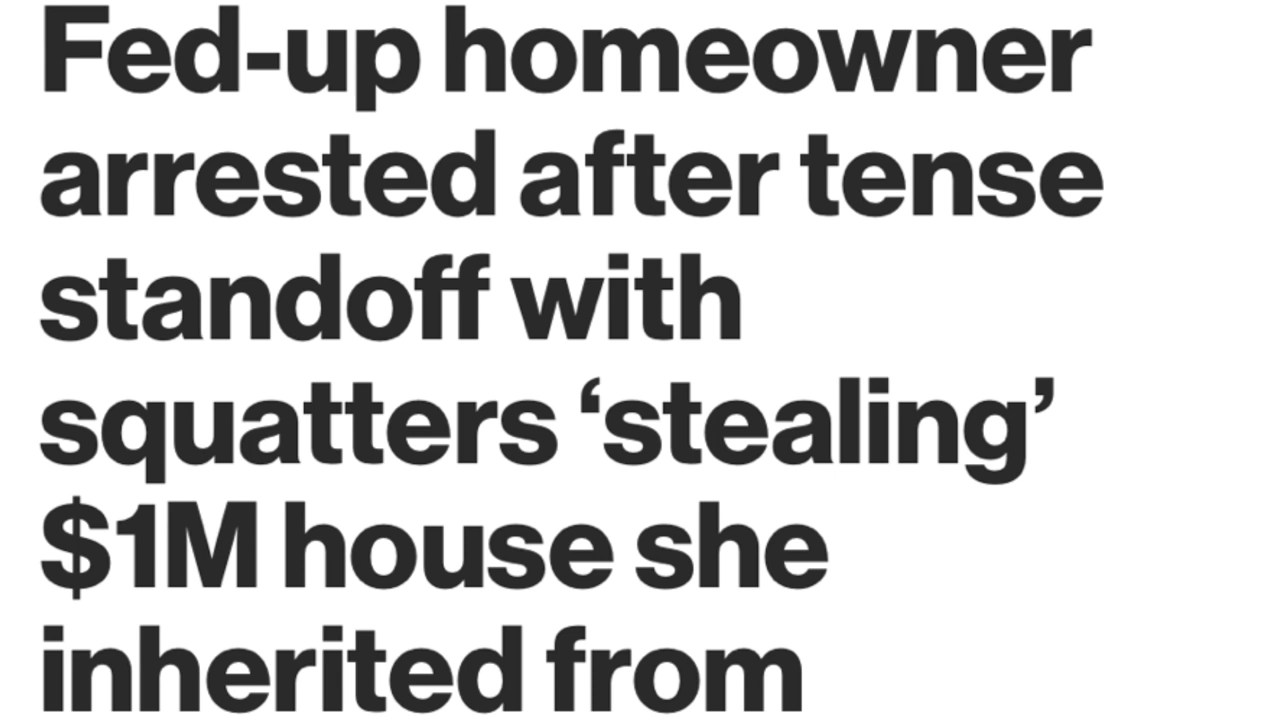 Fed-up homeowner
arrested after tense
standoff with
squatters ‘stealing’
$1M house she
inherited from